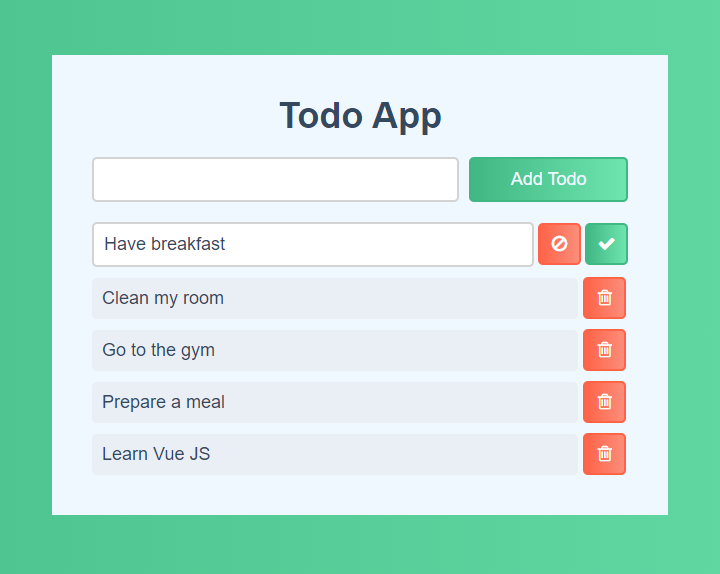 Todo App
Add Todo
Have breakfast
Clean my room
Go to the gym
Prepare a meal
Learn Vue JS